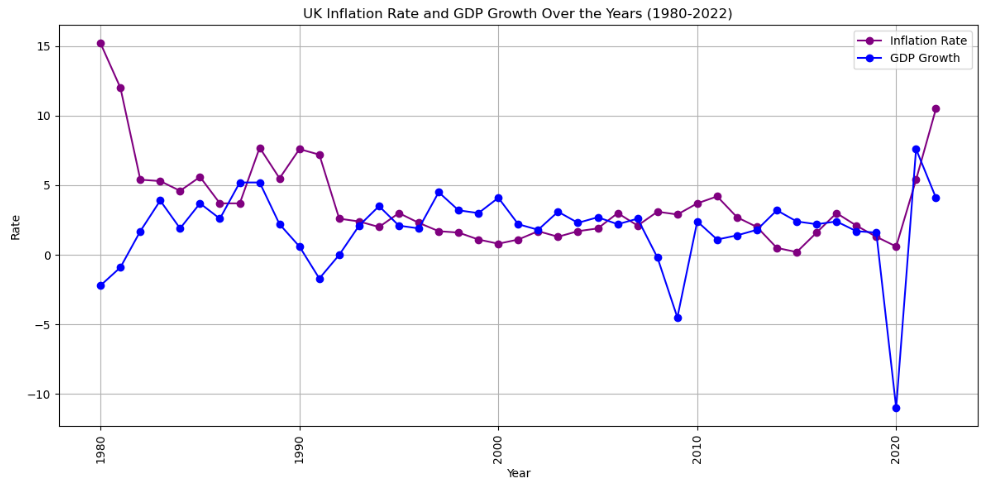 UK Inflation Rate and GDP Growth Over the Years (1980-2022)
Inflation Rate
GDP Growth
Rate
15
10
5
0
−5
−10
1980
1990
2000
2010
2020
Year